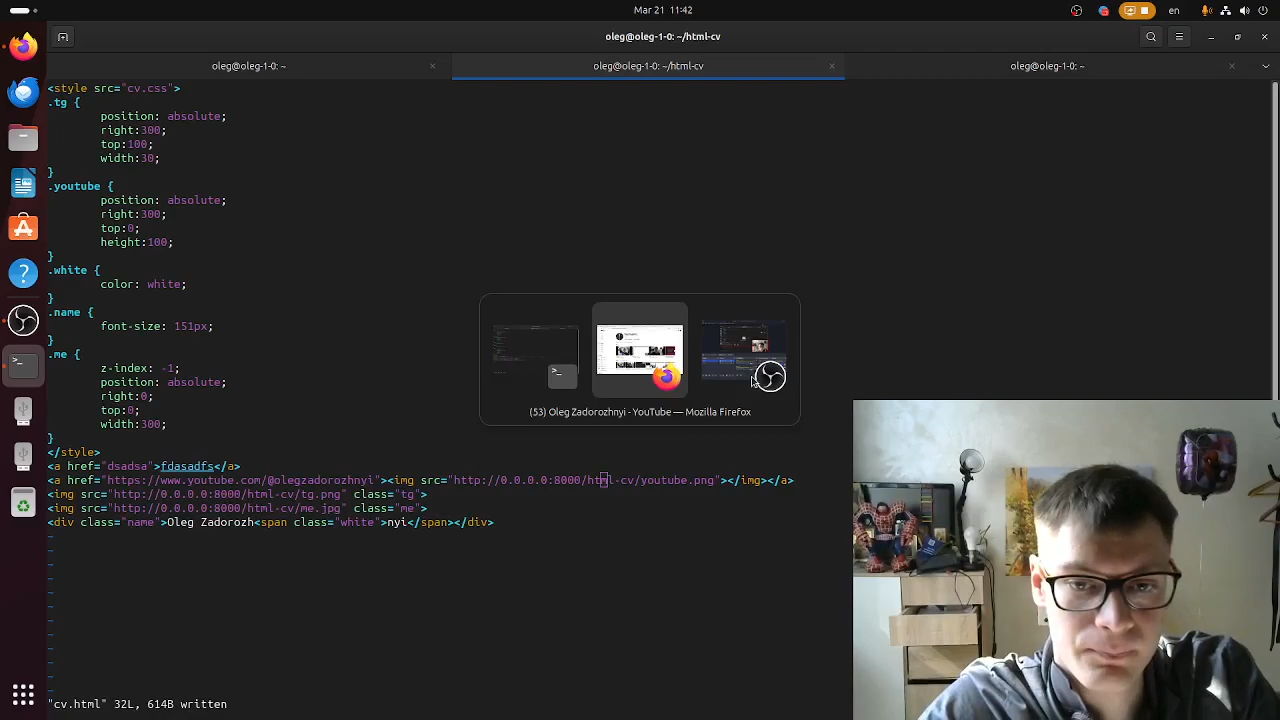 Mar 21 11:42
en
oleg@oleg-1-0: ~/html-cv
oleg@oleg-1-0: ~
oleg@oleg-1-0: ~/html-cv
oleg@oleg-1-0: ~
<style src="cv.css">
.tg {
        position: absolute;
        right:300;
        top:100;
        width:30;
}
.youtube {
        position: absolute;
        right:300;
        top:0;
        height:100;
}
.white {
        color: white;
}
.name {
        font-size: 151px;
}
.me {
        z-index: -1;
        position: absolute;
        right:0;
        top:0;
        width:300;
}
</style>
<a href="dsadsa">fdasadfs</a>
<a href="https://www.youtube.com/@olegzadorozhnyi"><img src="http://0.0.0.0:8000/html-cv/youtube.png"></img></a>
<img src="http://0.0.0.0:8000/html-cv/tg.png" class="tg">
<img src="http://0.0.0.0:8000/html-cv/me.jpg" class="me">
<div class="name">Oleg Zadorozh<span class="white">nyi</span></div>
~
~
~
~
~
~
~
~
~
~
~
(53) Oleg Zadorozhnyi - YouTube — Mozilla Firefox
"cv.html" 32L, 614B written